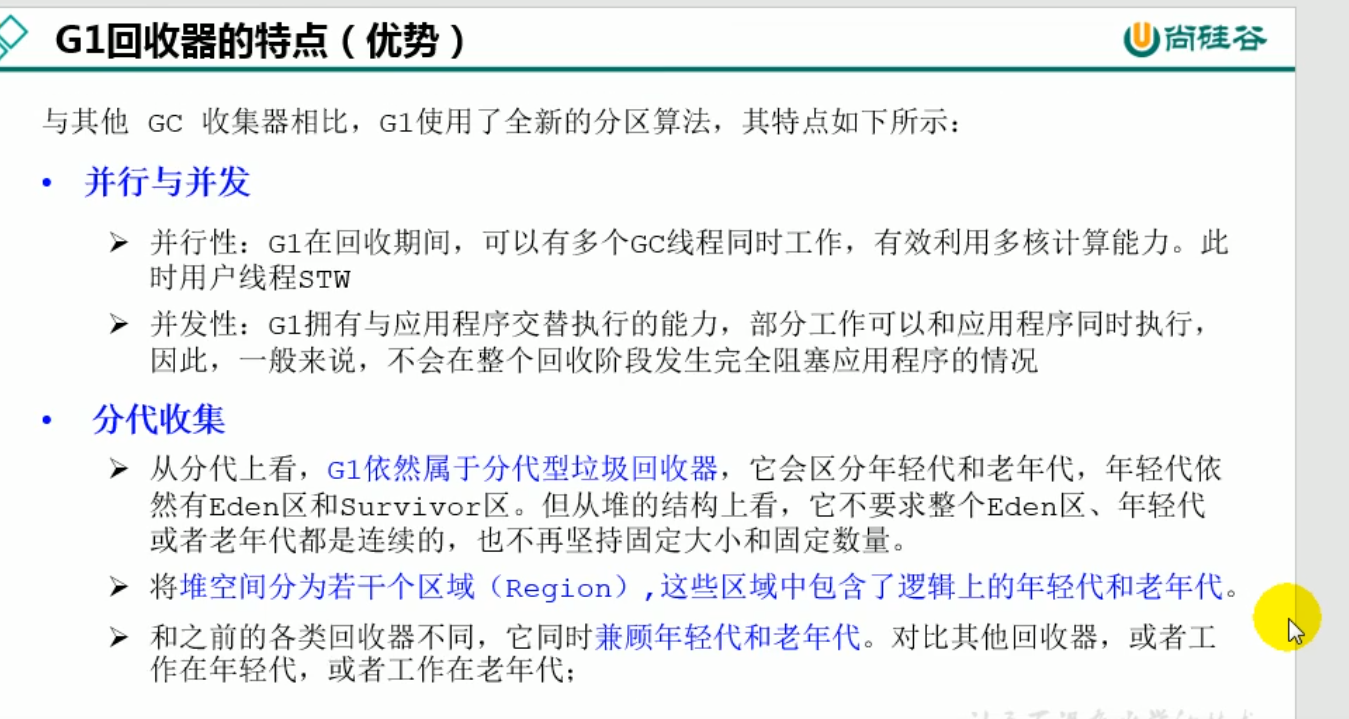 G1回收器的特点（优势）
尚硅谷
与其他 GC 收集器相比，G1使用了全新的分区算法，其特点如下所示：
• 并行与并发
➢ 并行性：G1在回收期间，可以有多个GC线程同时工作，有效利用多核计算能力。此
时用户线程STW
➢ 并发性：G1拥有与应用程序交替执行的能力，部分工作可以和应用程序同时执行，
因此，一般来说，不会在整个回收阶段发生完全阻塞应用程序的情况
• 分代收集
➢ 从分代上看，G1依然属于分代型垃圾回收器，它会区分年轻代和老年代，年轻代依
然有Eden区和Survivor区。但从堆的结构上看，它不要求整个Eden区、年轻代
或者老年代都是连续的，也不再坚持固定大小和固定数量。
➢ 将堆空间分为若干个区域（Region）,这些区域中包含了逻辑上的年轻代和老年代。
➢ 和之前的各类回收器不同，它同时兼顾年轻代和老年代。对比其他回收器，或者工
作在年轻代，或者工作在老年代；